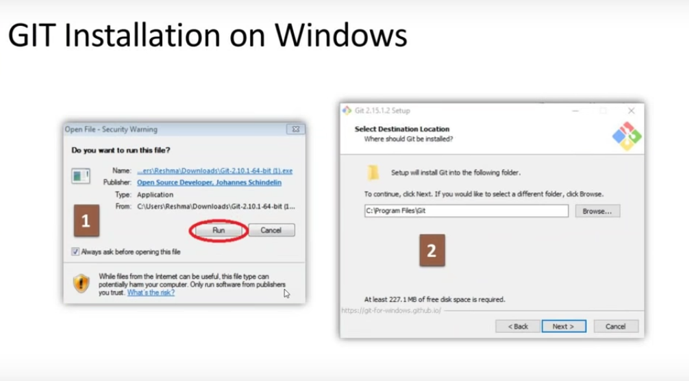 GIT Installation on Windows
Open File - Security Warning
Do you want to run this file?
Name: ...ers\Reshma\Downloads\Git-2.10.1-64-bit (1).exe
Publisher: Open Source Developer, Johannes Schindelin
Type: Application
From: C:\Users\Reshma\Downloads\Git-2.10.1-64-bit (1...
1
Run Cancel
Always ask before opening this file
While files from the Internet can be useful, this file type can
potentially harm your computer. Only run software from publishers
you trust. What's the risk?
Git 2.15.1.2 Setup
Select Destination Location
Where should Git be installed?
Setup will install Git into the following folder.
To continue, click Next. If you would like to select a different folder, click Browse.
C:\Program Files\Git Browse...
2
At least 227.1 MB of free disk space is required.
https://git-for-windows.github.io/
< Back Next > Cancel